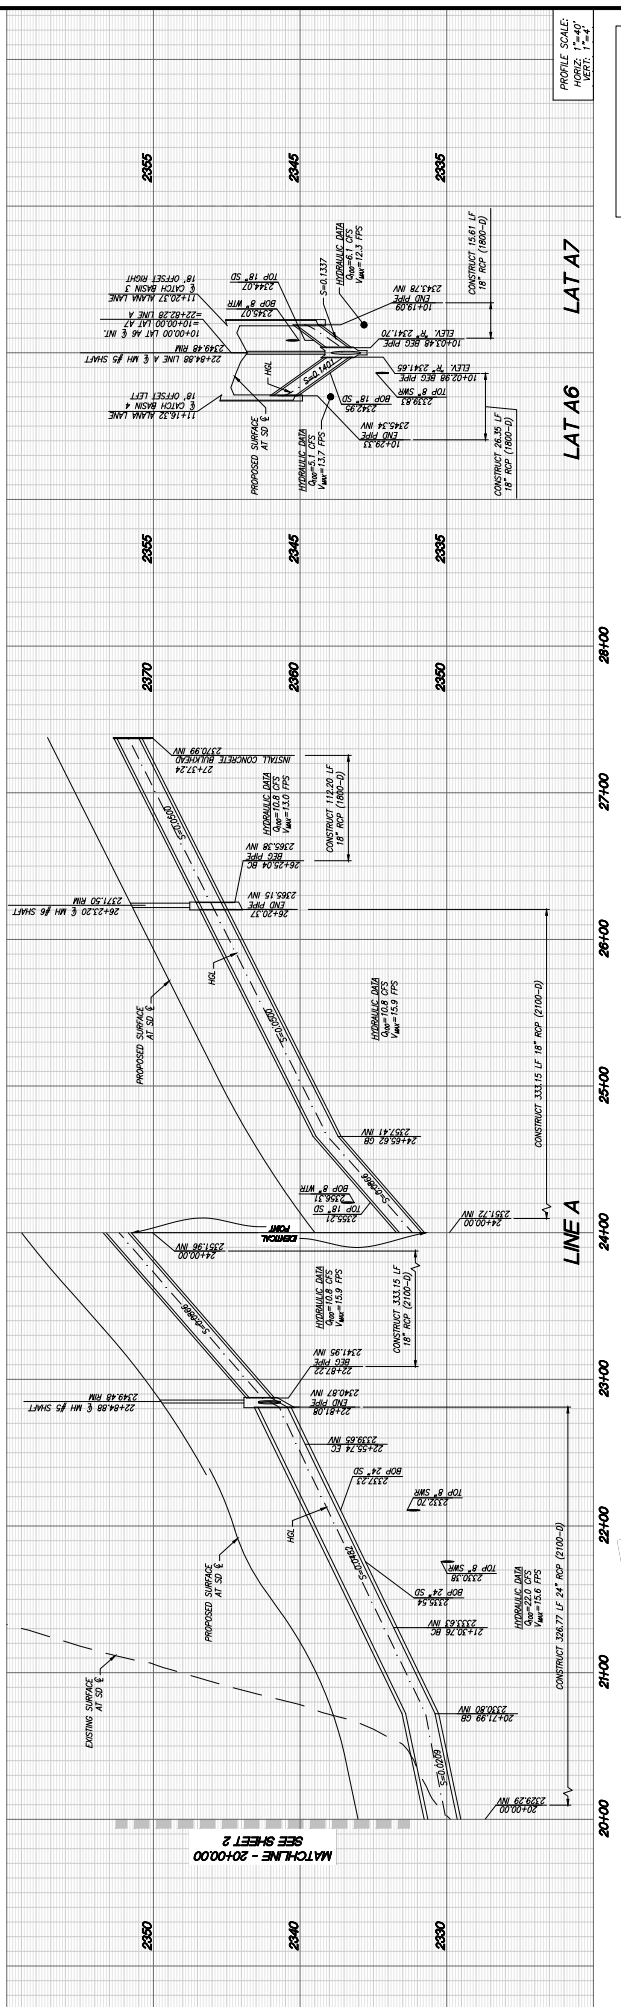 PROFILE SCALE:
HORIZ: 1"=40'
VERT: 1"=4'
MATCHLINE - 20+00.00
SEE SHEET 2
2350
2340
2330
20+00
21+00
22+00
23+00
24+00
25+00
26+00
27+00
28+00
LINE A
20+00.00
2329.29 INV
S=0.0209
20+71.99 GB
2330.80 INV
EXISTING SURFACE
AT SD ℄
PROPOSED SURFACE
AT SD ℄
21+30.76 BC
2333.63 INV
2335.54
BOP 24" SD
2330.38
TOP 8" SWR
HYDRAULIC DATA
Q100=22.0 CFS
VMAX=15.6 FPS
CONSTRUCT 326.77 LF 24" RCP (2100-D)
S=0.0482
HGL
2332.70
TOP 8" SWR
2337.23
BOP 24" SD
22+55.74 EC
2339.65 INV
22+81.08
END PIPE
2340.87 INV
22+84.88 ℄ MH #5 SHAFT
2349.48 RIM
22+87.22
BEG PIPE
2341.95 INV
HYDRAULIC DATA
Q100=10.8 CFS
VMAX=15.9 FPS
CONSTRUCT 333.15 LF
18" RCP (2100-D)
S=0.0866
24+00.00
2351.96 INV
IDENTICAL
POINT
24+00.00
2351.72 INV
2355.21
TOP 18" SD
2356.31
BOP 8" WTR
S=0.0866
24+65.62 GB
2357.41 INV
PROPOSED SURFACE
AT SD ℄
S=0.0500
HGL
HYDRAULIC DATA
Q100=10.8 CFS
VMAX=15.9 FPS
CONSTRUCT 333.15 LF 18" RCP (2100-D)
26+20.37
END PIPE
2365.15 INV
26+23.20 ℄ MH #6 SHAFT
2371.50 RIM
26+25.04 BC
BEG PIPE
2365.38 INV
HYDRAULIC DATA
Q100=10.8 CFS
VMAX=13.0 FPS
CONSTRUCT 112.20 LF
18" RCP (1800-D)
S=0.0500
27+37.24
INSTALL CONCRETE BULKHEAD
2370.99 INV
2370
2360
2350
2355
2345
2335
LAT A6
PROPOSED SURFACE
AT SD ℄
HYDRAULIC DATA
Q100=5.1 CFS
VMAX=13.7 FPS
11+16.32 ALANA LANE
℄ CATCH BASIN 4
18' OFFSET LEFT
10+29.33
END PIPE
2345.34 INV
2342.95
BOP 18" SD
S=0.1401
HGL
2339.83
TOP 8" SWR
10+02.98 BEG PIPE
ELEV. "R" 2341.65
CONSTRUCT 26.35 LF
18" RCP (1800-D)
22+84.88 LINE A ℄ MH #5 SHAFT
2349.48 RIM
10+00.00 LAT A6 ℄ INT.
=10+00.00 LAT A7
=22+82.28 LINE A
LAT A7
10+03.48 BEG PIPE
ELEV. "R" 2341.70
2345.07
BOP 8" WTR
2344.07
TOP 18" SD
11+20.37 ALANA LANE
℄ CATCH BASIN 3
18' OFFSET RIGHT
S=0.1337
HYDRAULIC DATA
Q100=6.1 CFS
VMAX=12.3 FPS
10+19.09
END PIPE
2343.78 INV
CONSTRUCT 15.61 LF
18" RCP (1800-D)
2355
2345
2335